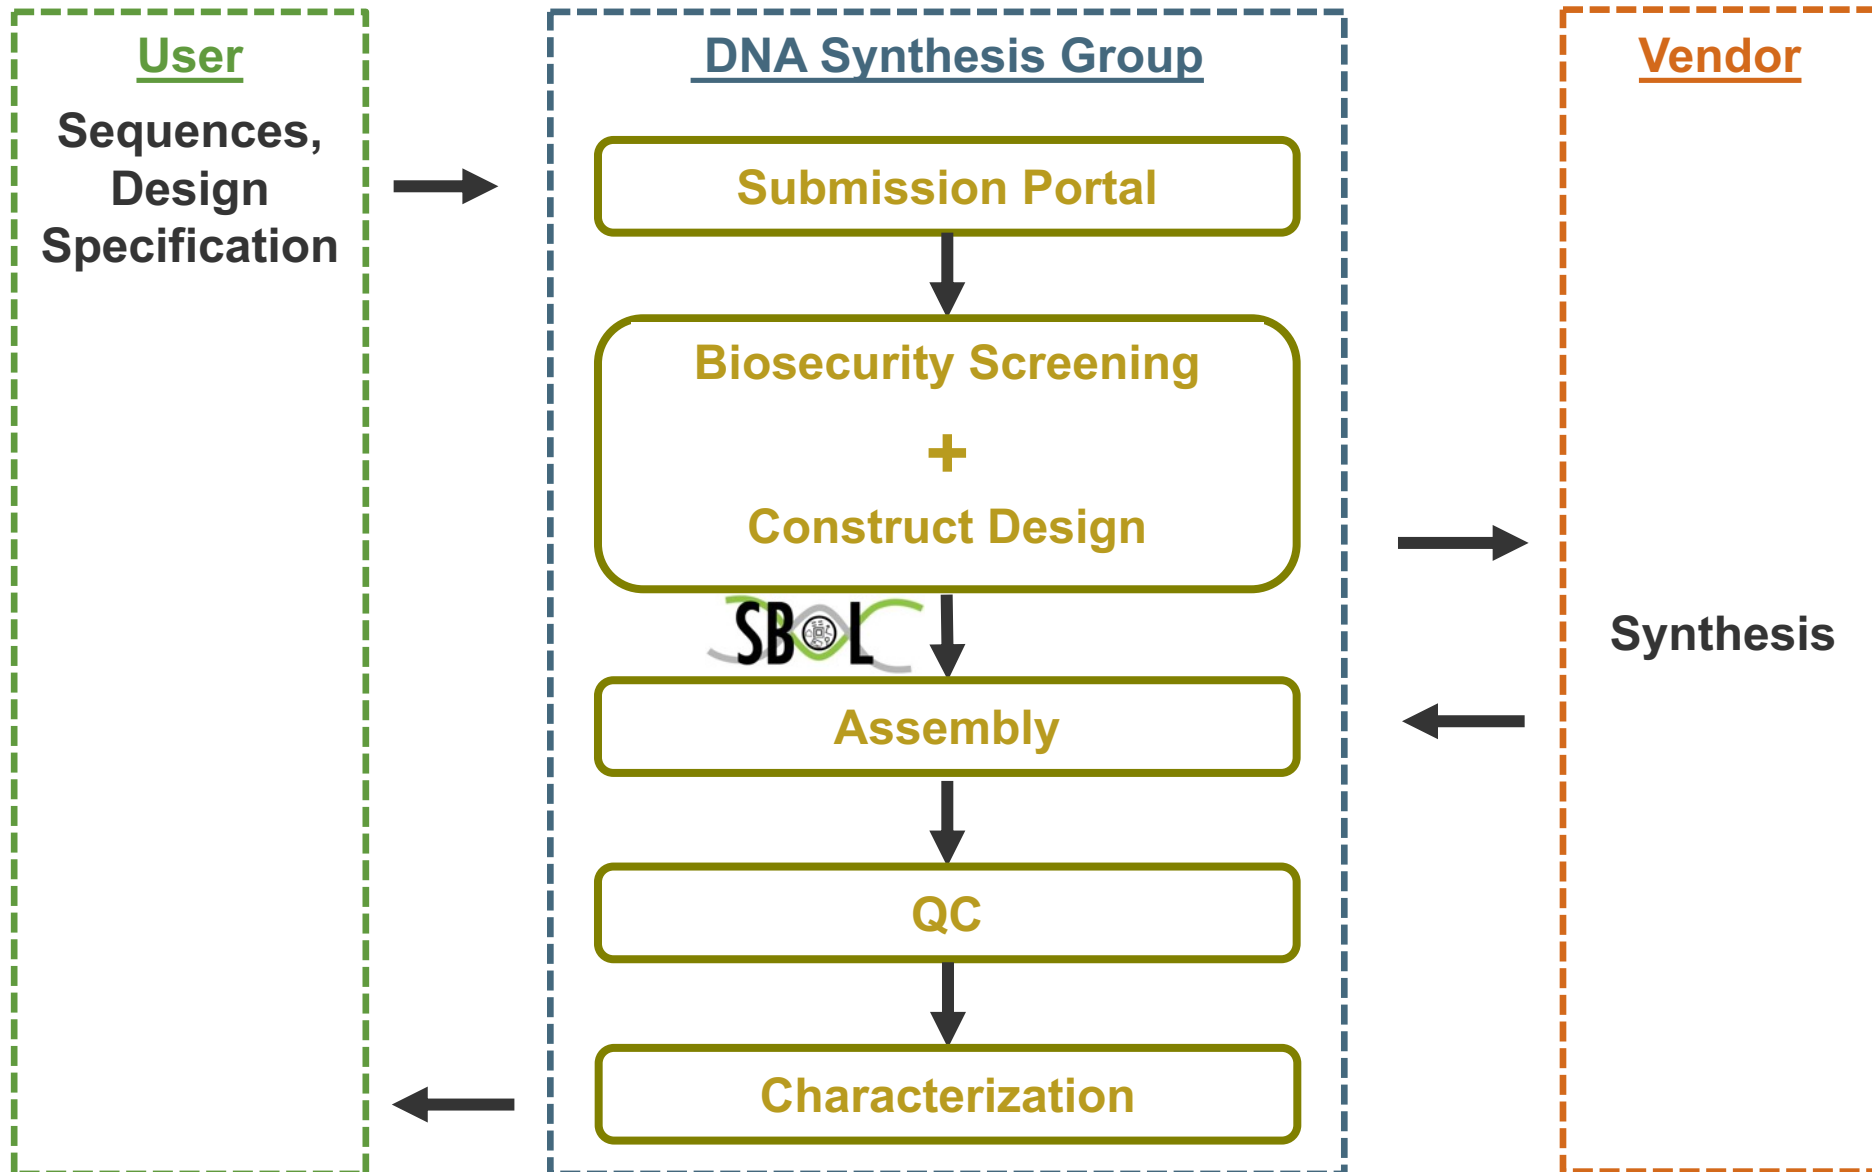 User
Sequences,
Design
Specification
DNA Synthesis Group
Submission Portal
Biosecurity Screening
+
Construct Design
SBOL
Assembly
QC
Characterization
Vendor
Synthesis